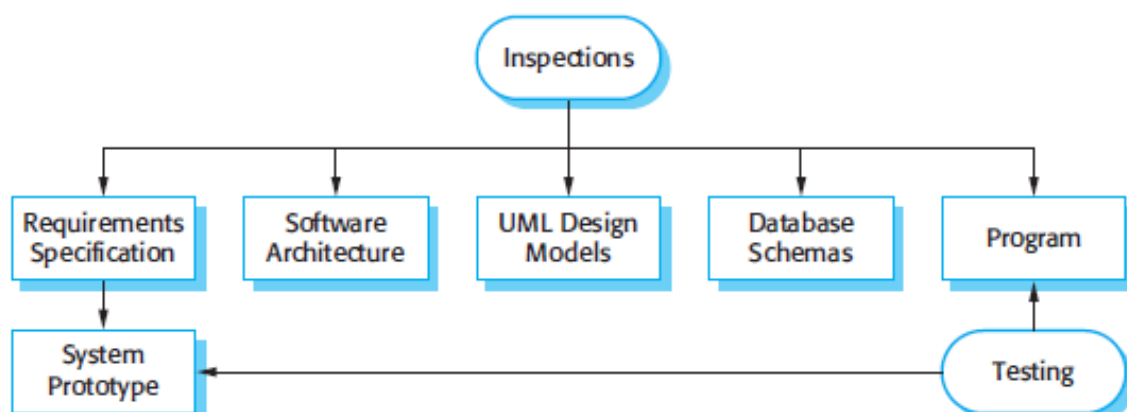 Inspections
Requirements
Specification
Software
Architecture
UML Design
Models
Database
Schemas
Program
System
Prototype
Testing